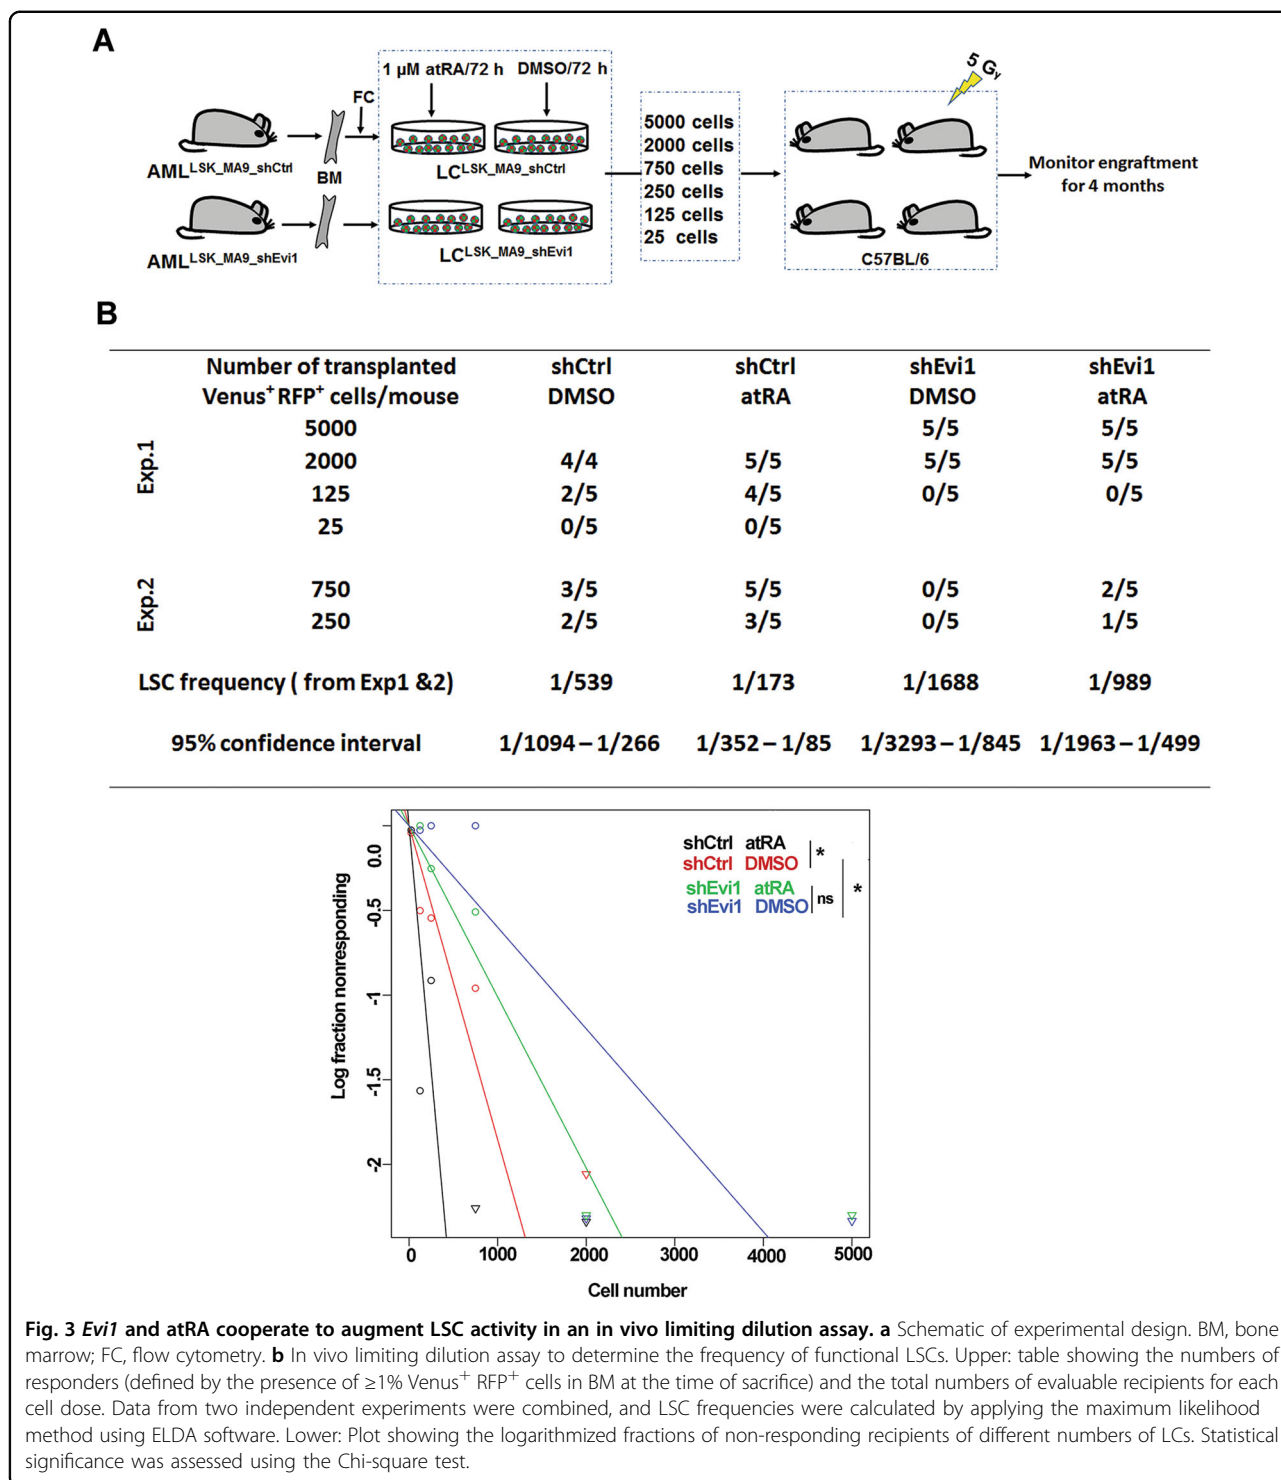 A
1 µM atRA/72 h DMSO/72 h
5 Gy
FC
AML^LSK_MA9_shCtrl
BM
LC^LSK_MA9_shCtrl
AML^LSK_MA9_shEvi1
LC^LSK_MA9_shEvi1
5000 cells
2000 cells
750 cells
250 cells
125 cells
25 cells
C57BL/6
Monitor engraftment
for 4 months
B
Number of transplanted shCtrl shCtrl shEvi1 shEvi1
Venus⁺ RFP⁺ cells/mouse DMSO atRA DMSO atRA
Exp.1
5000 5/5 5/5
2000 4/4 5/5 5/5 5/5
125 2/5 4/5 0/5 0/5
25 0/5 0/5
Exp.2
750 3/5 5/5 0/5 2/5
250 2/5 3/5 0/5 1/5
LSC frequency ( from Exp1 &2) 1/539 1/173 1/1688 1/989
95% confidence interval 1/1094 – 1/266 1/352 – 1/85 1/3293 – 1/845 1/1963 – 1/499
shCtrl atRA
shCtrl DMSO
*
shEvi1 atRA
shEvi1 DMSO
ns
*
Log fraction nonresponding
0.0
-0.5
-1
-1.5
-2
0 1000 2000 3000 4000 5000
Cell number
Fig. 3 Evi1 and atRA cooperate to augment LSC activity in an in vivo limiting dilution assay. a Schematic of experimental design. BM, bone
marrow; FC, flow cytometry. b In vivo limiting dilution assay to determine the frequency of functional LSCs. Upper: table showing the numbers of
responders (defined by the presence of ≥1% Venus⁺ RFP⁺ cells in BM at the time of sacrifice) and the total numbers of evaluable recipients for each
cell dose. Data from two independent experiments were combined, and LSC frequencies were calculated by applying the maximum likelihood
method using ELDA software. Lower: Plot showing the logarithmized fractions of non-responding recipients of different numbers of LCs. Statistical
significance was assessed using the Chi-square test.